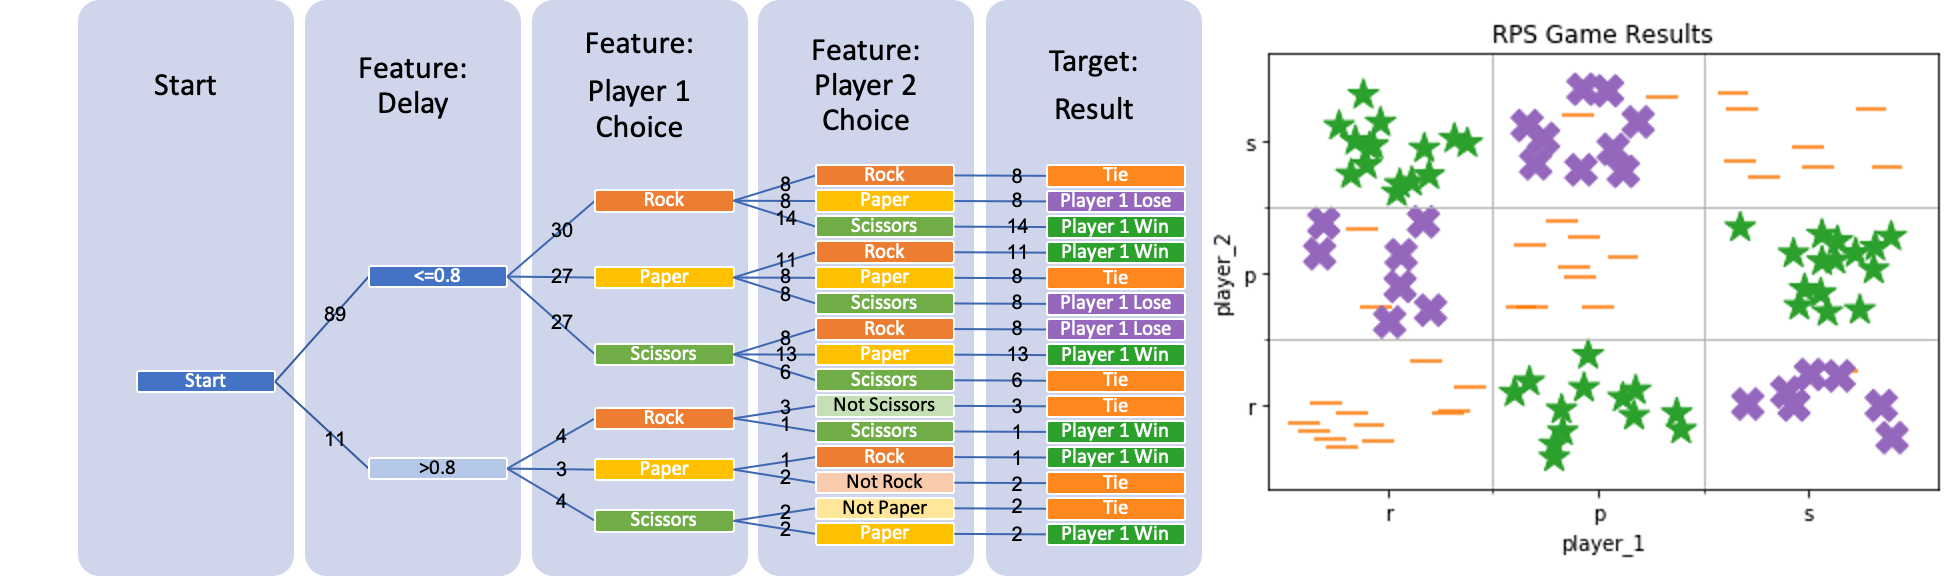 Start
Feature:
Delay
Feature:
Player 1
Choice
Feature:
Player 2
Choice
Target:
Result
Start
89
11
<=0.8
>0.8
30
27
27
4
3
4
Rock
Paper
Scissors
Rock
Paper
Scissors
8 Rock 8 Tie
8 Paper 8 Player 1 Lose
14 Scissors 14 Player 1 Win
11 Rock 11 Player 1 Win
8 Paper 8 Tie
8 Scissors 8 Player 1 Lose
8 Rock 8 Player 1 Lose
13 Paper 13 Player 1 Win
6 Scissors 6 Tie
3 Not Scissors 3 Tie
1 Scissors 1 Player 1 Win
1 Rock 1 Player 1 Win
2 Not Rock 2 Tie
2 Not Paper 2 Tie
2 Paper 2 Player 1 Win
RPS Game Results
player_2
s
p
r
r p s
player_1